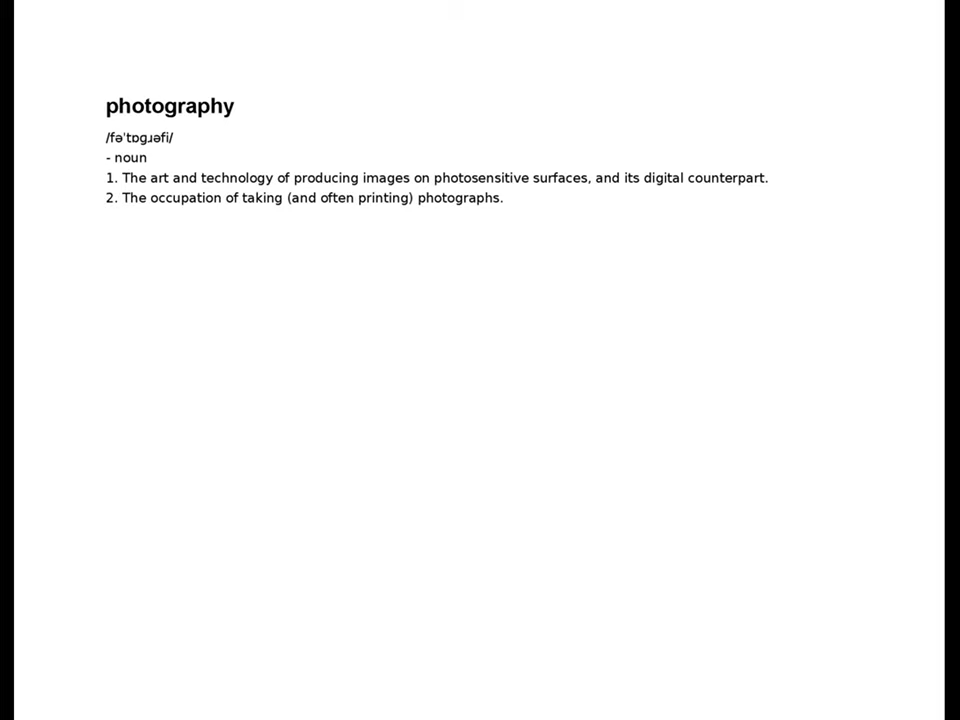 photography
/fəˈtɒɡɹəfi/
- noun
1. The art and technology of producing images on photosensitive surfaces, and its digital counterpart.
2. The occupation of taking (and often printing) photographs.